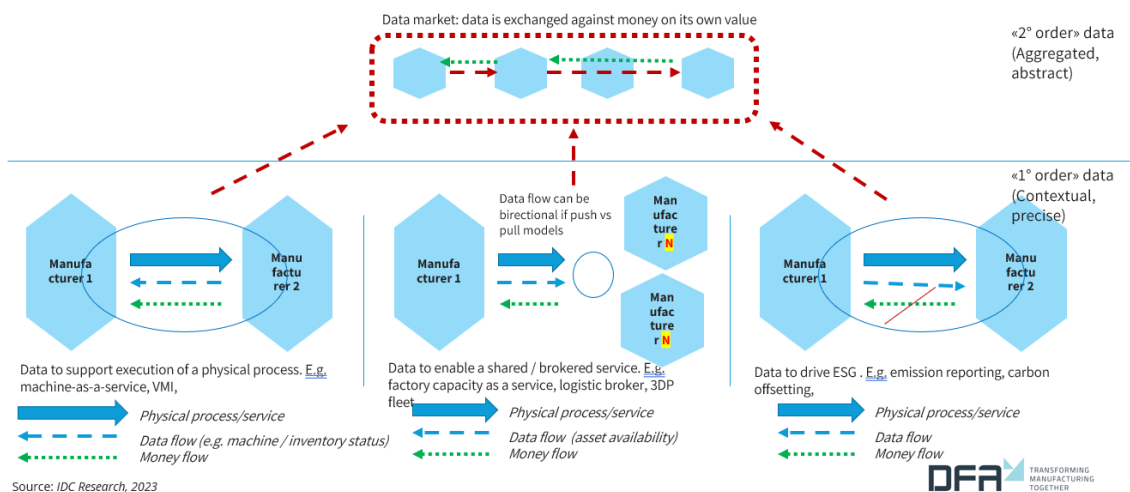 Data market: data is exchanged against money on its own value
«2° order» data
(Aggregated,
abstract)
«1° order» data
(Contextual,
precise)
Manufa
cturer 1
Manu
factu
rer 2
Data to support execution of a physical process. E.g.
machine-as-a-service, VMI,
Physical process/service
Data flow (e.g. machine / inventory status)
Money flow
Data flow can be
birectional if push vs
pull models
Manufa
cturer 1
Man
ufac
ture
r N
Man
ufac
ture
r N
Data to enable a shared / brokered service. E.g.
factory capacity as a service, logistic broker, 3DP
fleet
Physical process/service
Data flow (asset availability)
Money flow
Manufa
cturer 1
Manu
factu
rer 2
Data to drive ESG . E.g. emission reporting, carbon
offsetting,
Physical process/service
Data flow
Money flow
Source: IDC Research, 2023
DFA
TRANSFORMING
MANUFACTURING
TOGETHER